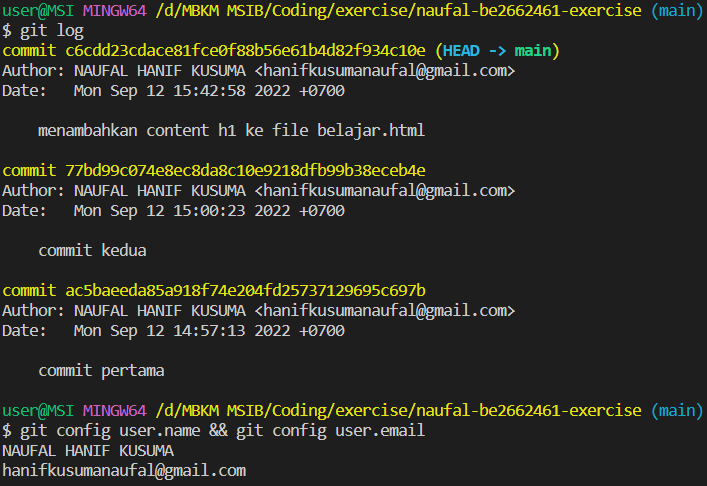 user@MSI MINGW64 /d/MBKM MSIB/Coding/exercise/naufal-be2662461-exercise (main)
$ git log
commit c6cdd23cdace81fce0f88b56e61b4d82f934c10e (HEAD -> main)
Author: NAUFAL HANIF KUSUMA <hanifkusumanaufal@gmail.com>
Date:   Mon Sep 12 15:42:58 2022 +0700

    menambahkan content h1 ke file belajar.html

commit 77bd99c074e8ec8da8c10e9218dfb99b38eceb4e
Author: NAUFAL HANIF KUSUMA <hanifkusumanaufal@gmail.com>
Date:   Mon Sep 12 15:00:23 2022 +0700

    commit kedua

commit ac5baeeda85a918f74e204fd25737129695c697b
Author: NAUFAL HANIF KUSUMA <hanifkusumanaufal@gmail.com>
Date:   Mon Sep 12 14:57:13 2022 +0700

    commit pertama

user@MSI MINGW64 /d/MBKM MSIB/Coding/exercise/naufal-be2662461-exercise (main)
$ git config user.name && git config user.email
NAUFAL HANIF KUSUMA
hanifkusumanaufal@gmail.com